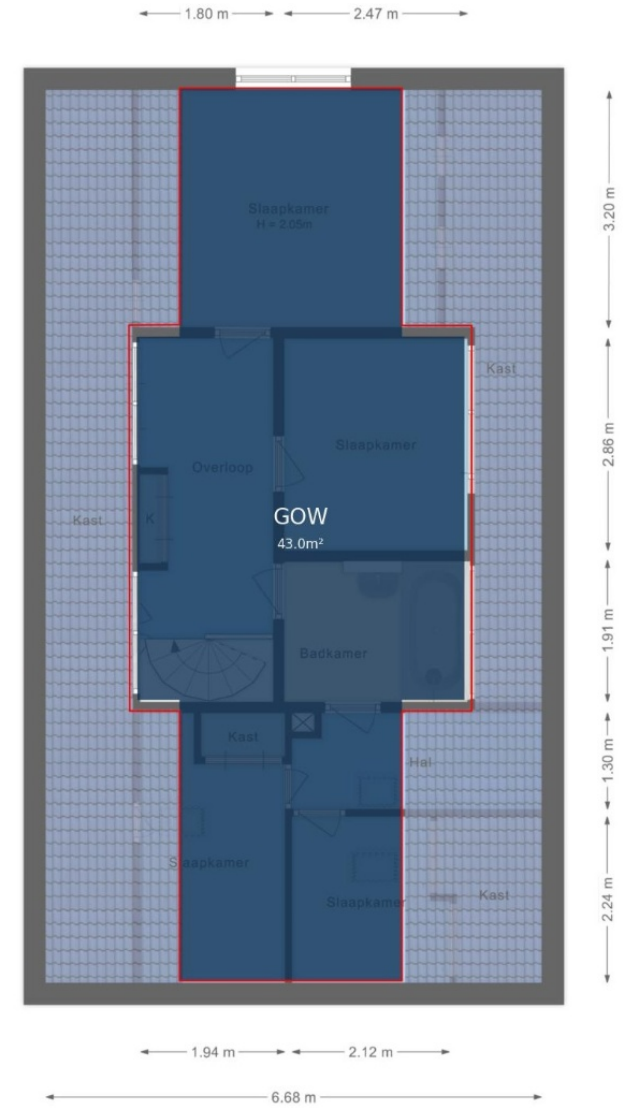 1.80 m 2.47 m
Slaapkamer
H = 2.05m
3.20 m
Kast
2.86 m
Slaapkamer
Overloop
Kast
K
GOW
43.0m²
1.91 m
Badkamer
Kast
Hal
1.30 m
Slaapkamer
Slaapkamer
Kast
2.24 m
1.94 m 2.12 m
6.68 m